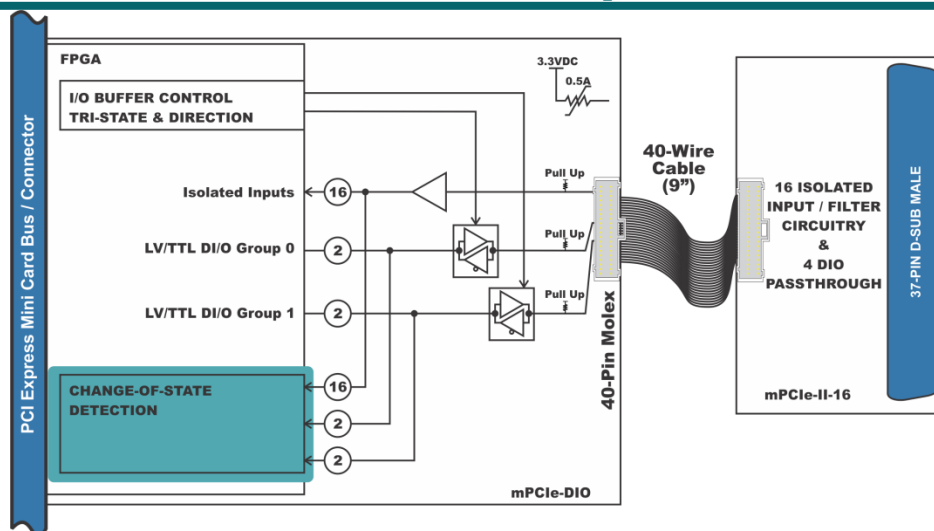 PCI Express Mini Card Bus / Connector
FPGA
I/O BUFFER CONTROL
TRI-STATE & DIRECTION
3.3VDC
0.5A
Isolated Inputs
16
Pull Up
LV/TTL DI/O Group 0
2
Pull Up
LV/TTL DI/O Group 1
2
Pull Up
CHANGE-OF-STATE
DETECTION
16
2
2
mPCIe-DIO
40-Pin Molex
40-Wire
Cable
(9”)
16 ISOLATED
INPUT / FILTER
CIRCUITRY
&
4 DIO
PASSTHROUGH
mPCIe-II-16
37-PIN D-SUB MALE